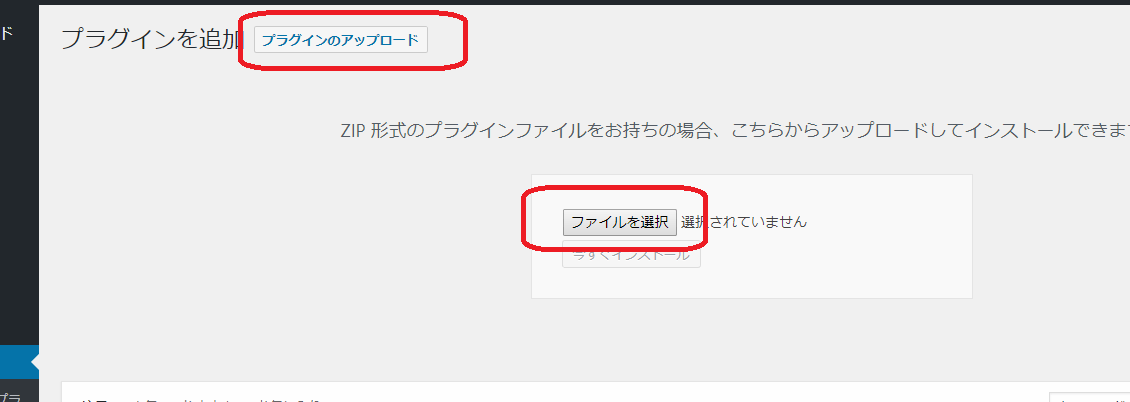 ド
プラグインを追加 プラグインのアップロード
ZIP 形式のプラグインファイルをお持ちの場合、こちらからアップロードしてインストールできま
ファイルを選択 選択されていません
今すぐインストール
プラ